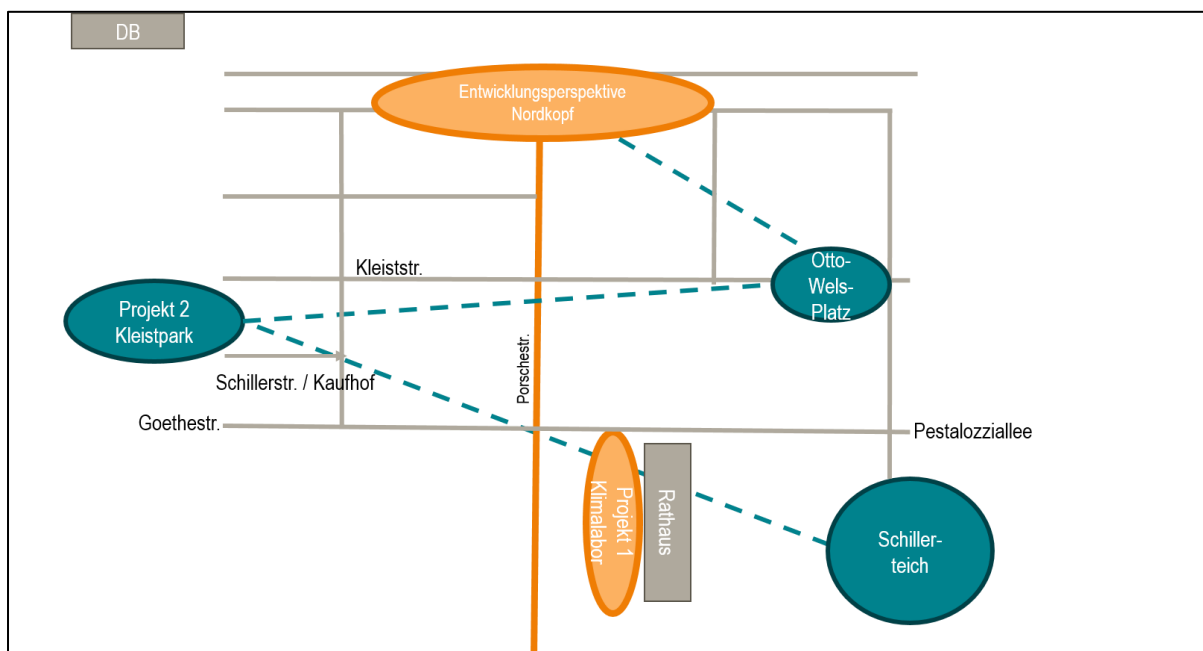 DB
Entwicklungsperspektive
Nordkopf
Kleiststr.
Otto-
Wels-
Platz
Projekt 2
Kleistpark
Porschestr.
Schillerstr. / Kaufhof
Goethestr.
Pestalozziallee
Projekt 1
Klimalabor
Rathaus
Schiller-
teich